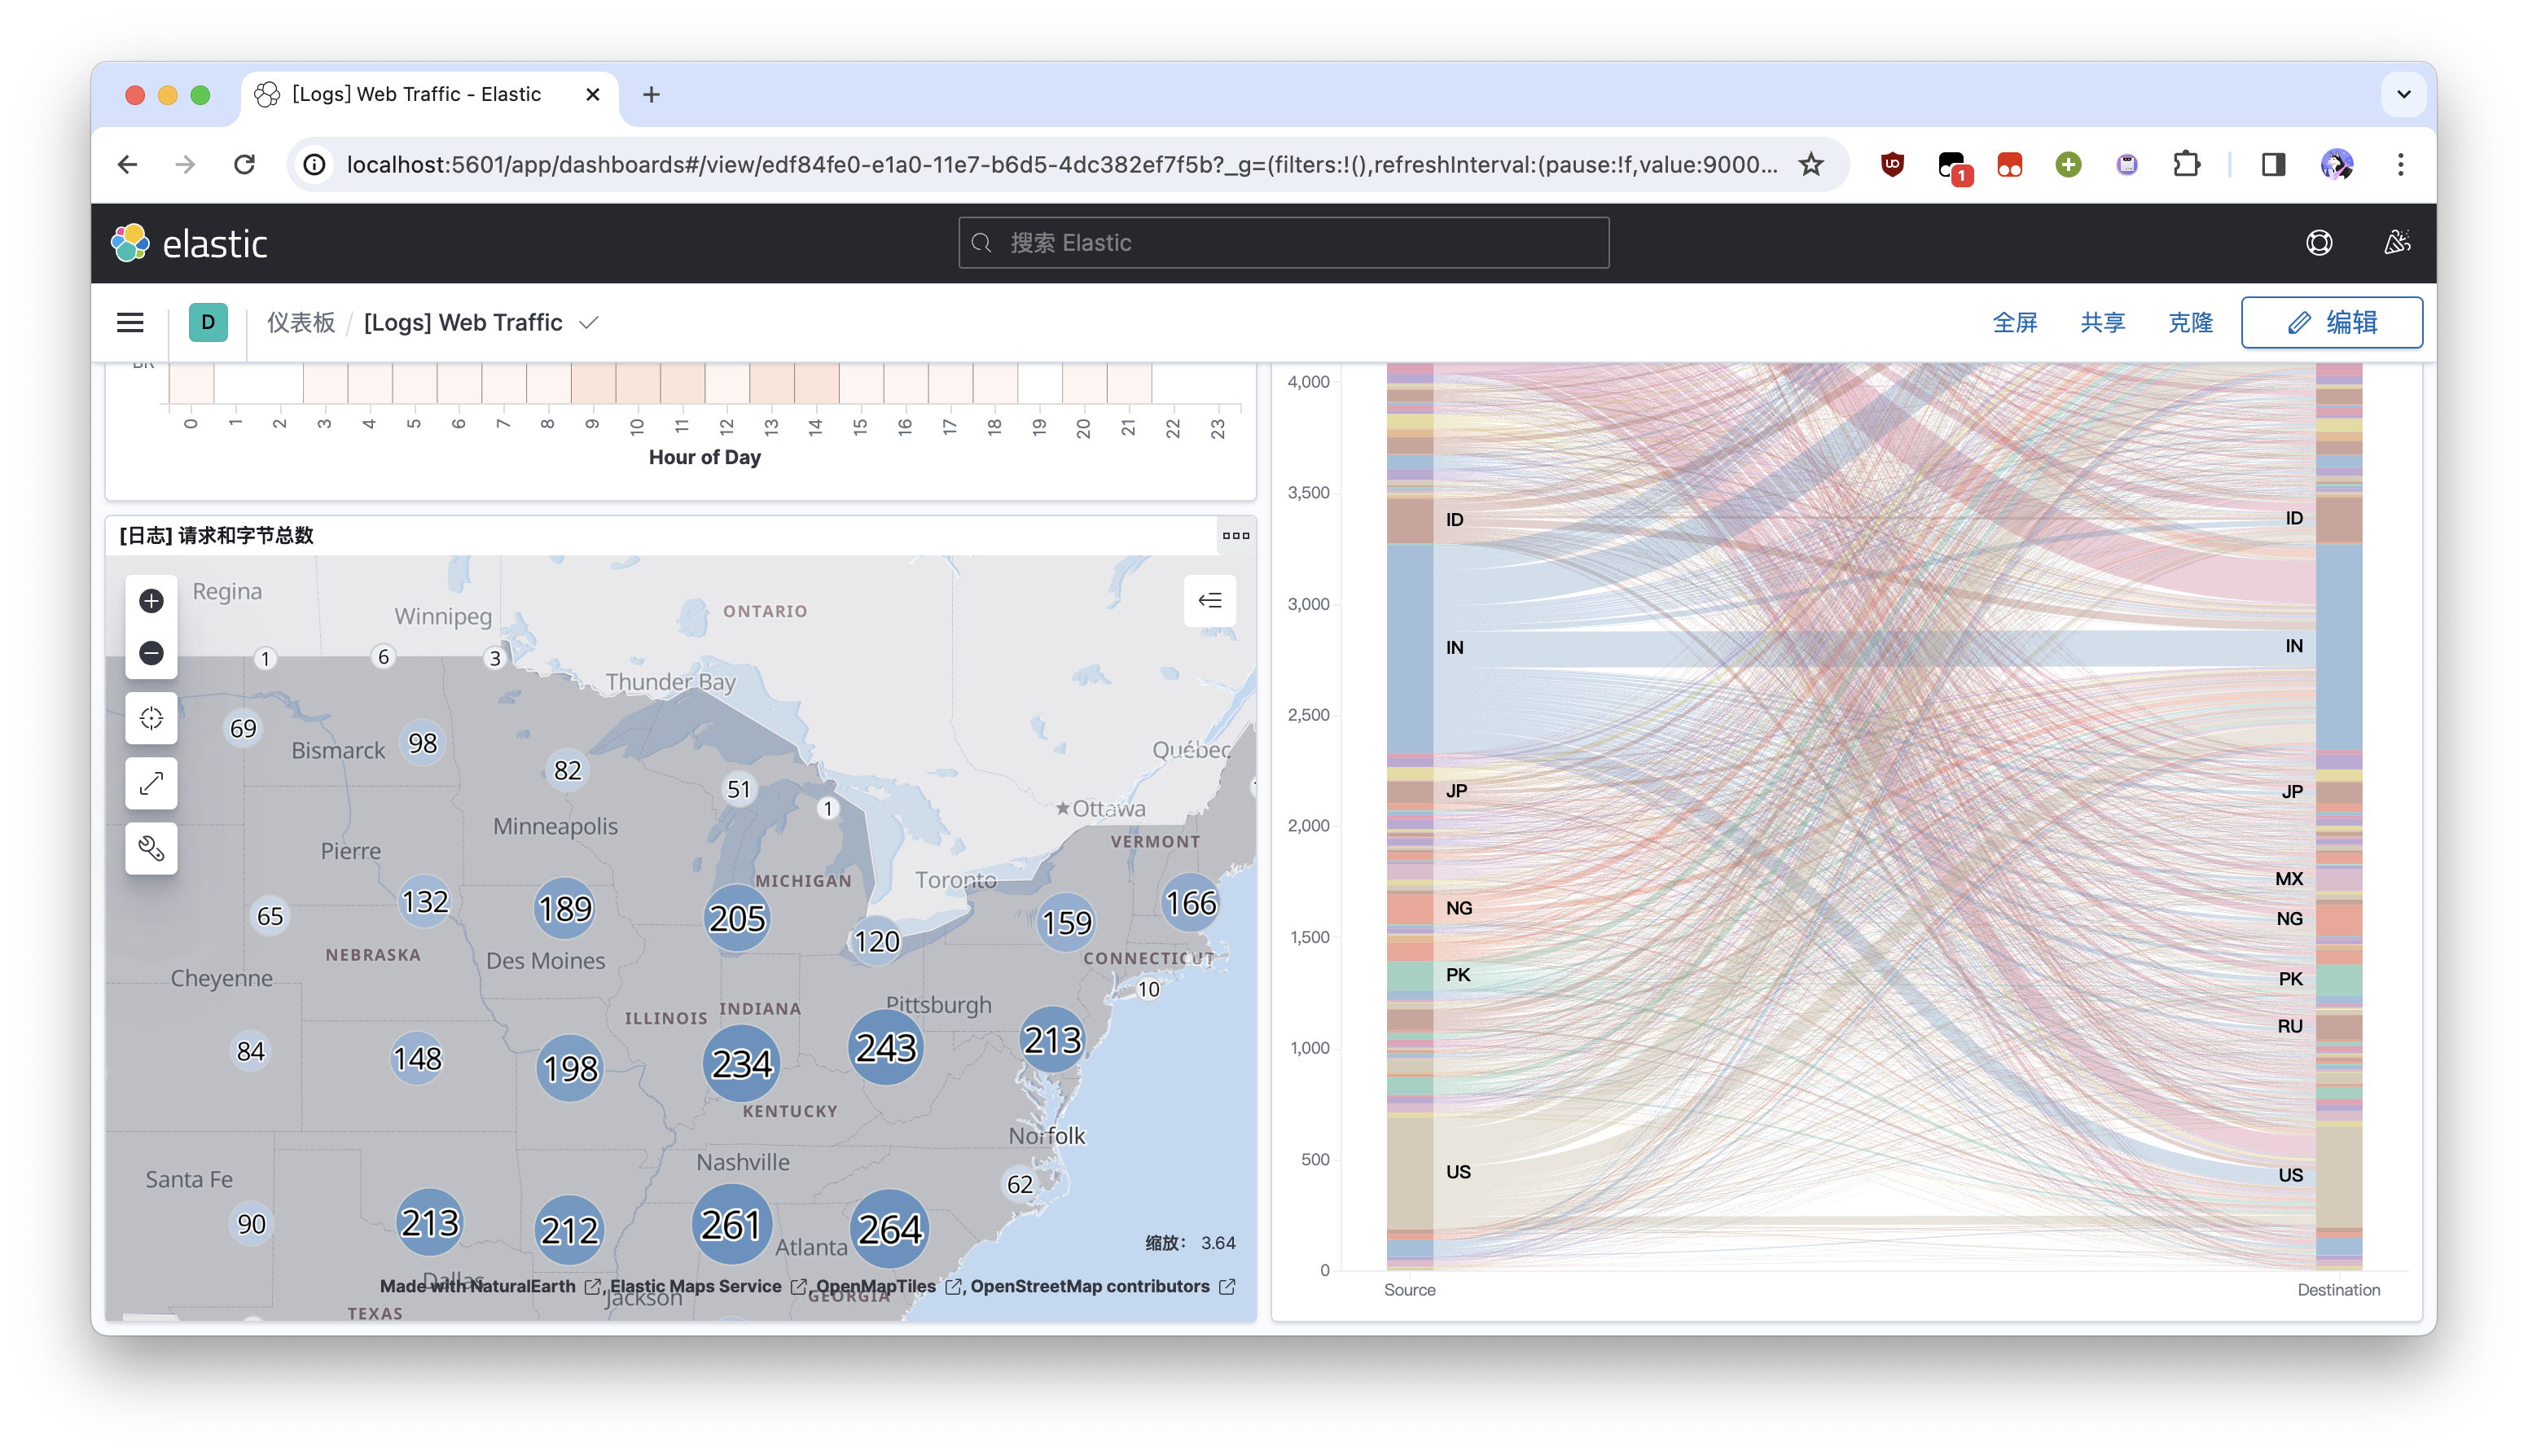 [Logs] Web Traffic - Elastic
localhost:5601/app/dashboards#/view/edf84fe0-e1a0-11e7-b6d5-4dc382ef7f5b?_g=(filters:!(),refreshInterval:(pause:!f,value:9000...
1
elastic
搜索 Elastic
D
仪表板 / [Logs] Web Traffic
全屏
共享
克隆
编辑
BR
0 1 2 3 4 5 6 7 8 9 10 11 12 13 14 15 16 17 18 19 20 21 22 23
Hour of Day
[日志] 请求和字节总数
Regina
Winnipeg
ONTARIO
1
6
3
Thunder Bay
69
Bismarck
98
82
51
1
Québec
Ottawa
Minneapolis
VERMONT
Pierre
MICHIGAN
Toronto
65
132
189
205
120
159
166
NEBRASKA
Des Moines
CONNECTICUT
Cheyenne
10
ILLINOIS
INDIANA
Pittsburgh
84
148
198
234
243
213
KENTUCKY
Norfolk
Nashville
Santa Fe
62
90
213
212
261
Atlanta
264
缩放： 3.64
Dallas
Made with NaturalEarth , Elastic Maps Service , OpenMapTiles , OpenStreetMap contributors
Jackson
GEORGIA
TEXAS
4,000
3,500
3,000
2,500
2,000
1,500
1,000
500
0
ID
IN
JP
NG
PK
US
ID
IN
JP
MX
NG
PK
RU
US
Source
Destination